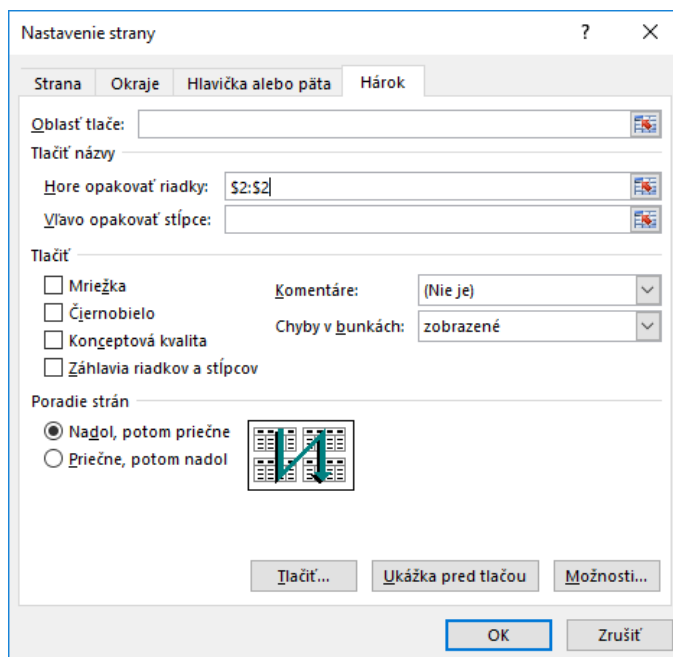 Nastavenie strany
Strana Okraje Hlavička alebo päta Hárok
Oblasť tlače:
Tlačiť názvy
Hore opakovať riadky: $2:$2
Vľavo opakovať stĺpce:
Tlačiť
Mriežka
Komentáre: (Nie je)
Čiernobielo
Chyby v bunkách: zobrazené
Konceptová kvalita
Záhlavia riadkov a stĺpcov
Poradie strán
Nadol, potom priečne
Priečne, potom nadol
Tlačiť... Ukážka pred tlačou Možnosti...
OK Zrušiť